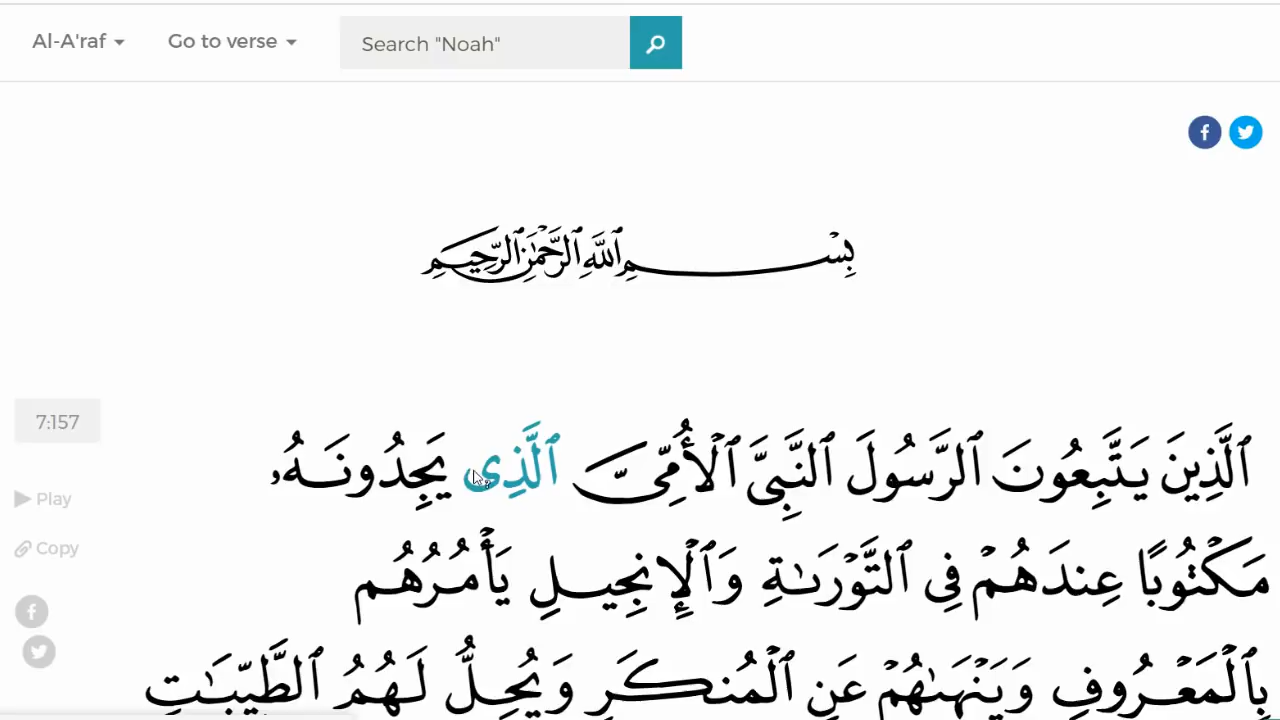 Al-A'raf
Go to verse
Search "Noah"
بِسْمِ ٱللَّهِ ٱلرَّحْمَٰنِ ٱلرَّحِيمِ
7:157
ٱلَّذِينَ يَتَّبِعُونَ ٱلرَّسُولَ ٱلنَّبِىَّ ٱلْأُمِّىَّ ٱلَّذِى يَجِدُونَهُۥ
Play
مَكْتُوبًا عِندَهُمْ فِى ٱلتَّوْرَىٰةِ وَٱلْإِنجِيلِ يَأْمُرُهُم
Copy
بِٱلْمَعْرُوفِ وَيَنْهَىٰهُمْ عَنِ ٱلْمُنكَرِ وَيُحِلُّ لَهُمُ ٱلطَّيِّبَـٰتِ